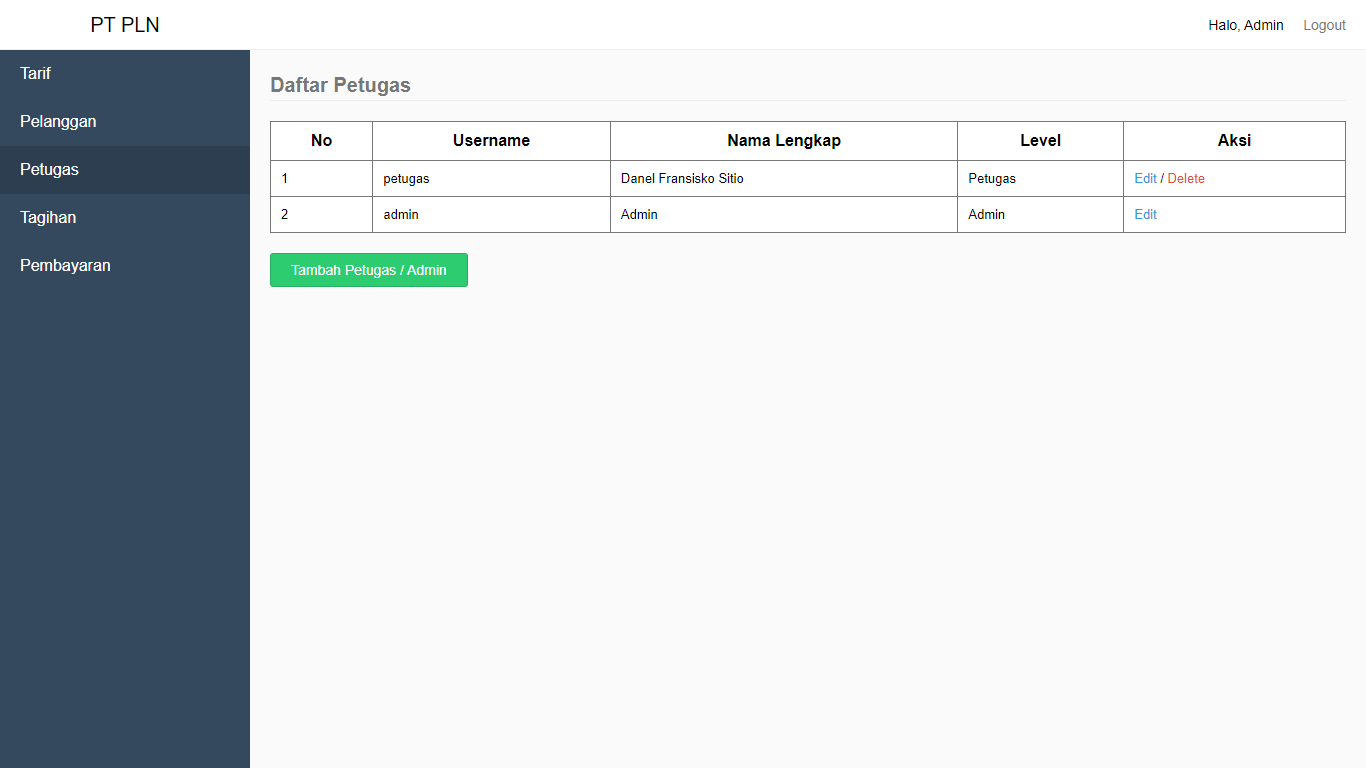 PT PLN
Halo, Admin Logout
Tarif
Pelanggan
Petugas
Tagihan
Pembayaran
Daftar Petugas
No Username Nama Lengkap Level Aksi
1 petugas Danel Fransisko Sitio Petugas Edit / Delete
2 admin Admin Admin Edit
Tambah Petugas / Admin